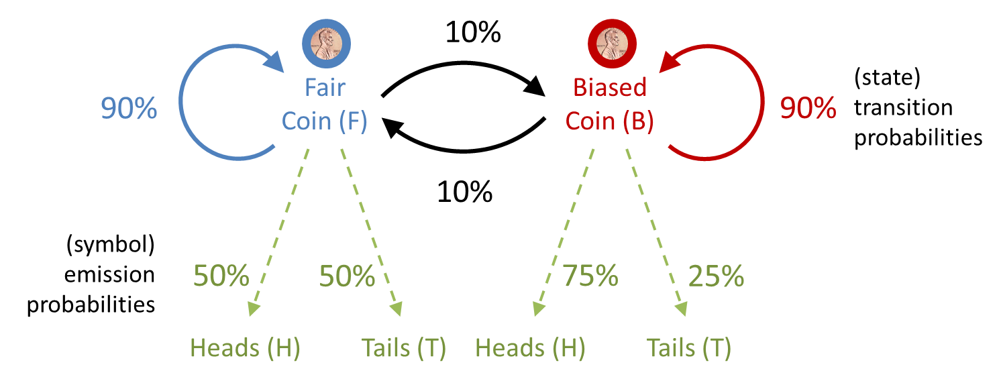 10%
Fair
Coin (F)
Biased
Coin (B)
90%
90%
(state)
transition
probabilities
10%
(symbol)
emission
probabilities
50%
50%
75%
25%
Heads (H)
Tails (T)
Heads (H)
Tails (T)